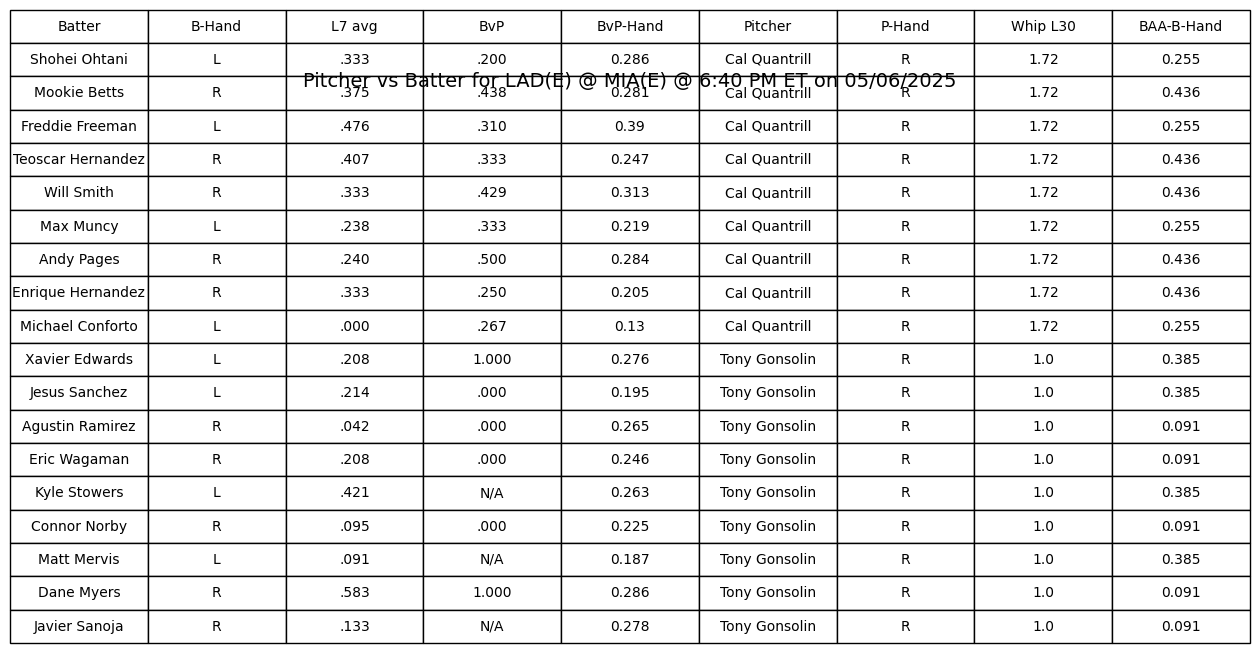 Batter B-Hand L7 avg BvP BvP-Hand Pitcher P-Hand Whip L30 BAA-B-Hand
Shohei Ohtani L .333 .200 0.286 Cal Quantrill R 1.72 0.255
Pitcher vs Batter for LAD(E) @ MIA(E) @ 6:40 PM ET on 05/06/2025
Mookie Betts R .375 .438 0.281 Cal Quantrill R 1.72 0.436
Freddie Freeman L .476 .310 0.39 Cal Quantrill R 1.72 0.255
Teoscar Hernandez R .407 .333 0.247 Cal Quantrill R 1.72 0.436
Will Smith R .333 .429 0.313 Cal Quantrill R 1.72 0.436
Max Muncy L .238 .333 0.219 Cal Quantrill R 1.72 0.255
Andy Pages R .240 .500 0.284 Cal Quantrill R 1.72 0.436
Enrique Hernandez R .333 .250 0.205 Cal Quantrill R 1.72 0.436
Michael Conforto L .000 .267 0.13 Cal Quantrill R 1.72 0.255
Xavier Edwards L .208 1.000 0.276 Tony Gonsolin R 1.0 0.385
Jesus Sanchez L .214 .000 0.195 Tony Gonsolin R 1.0 0.385
Agustin Ramirez R .042 .000 0.265 Tony Gonsolin R 1.0 0.091
Eric Wagaman R .208 .000 0.246 Tony Gonsolin R 1.0 0.091
Kyle Stowers L .421 N/A 0.263 Tony Gonsolin R 1.0 0.385
Connor Norby R .095 .000 0.225 Tony Gonsolin R 1.0 0.091
Matt Mervis L .091 N/A 0.187 Tony Gonsolin R 1.0 0.385
Dane Myers R .583 1.000 0.286 Tony Gonsolin R 1.0 0.091
Javier Sanoja R .133 N/A 0.278 Tony Gonsolin R 1.0 0.091